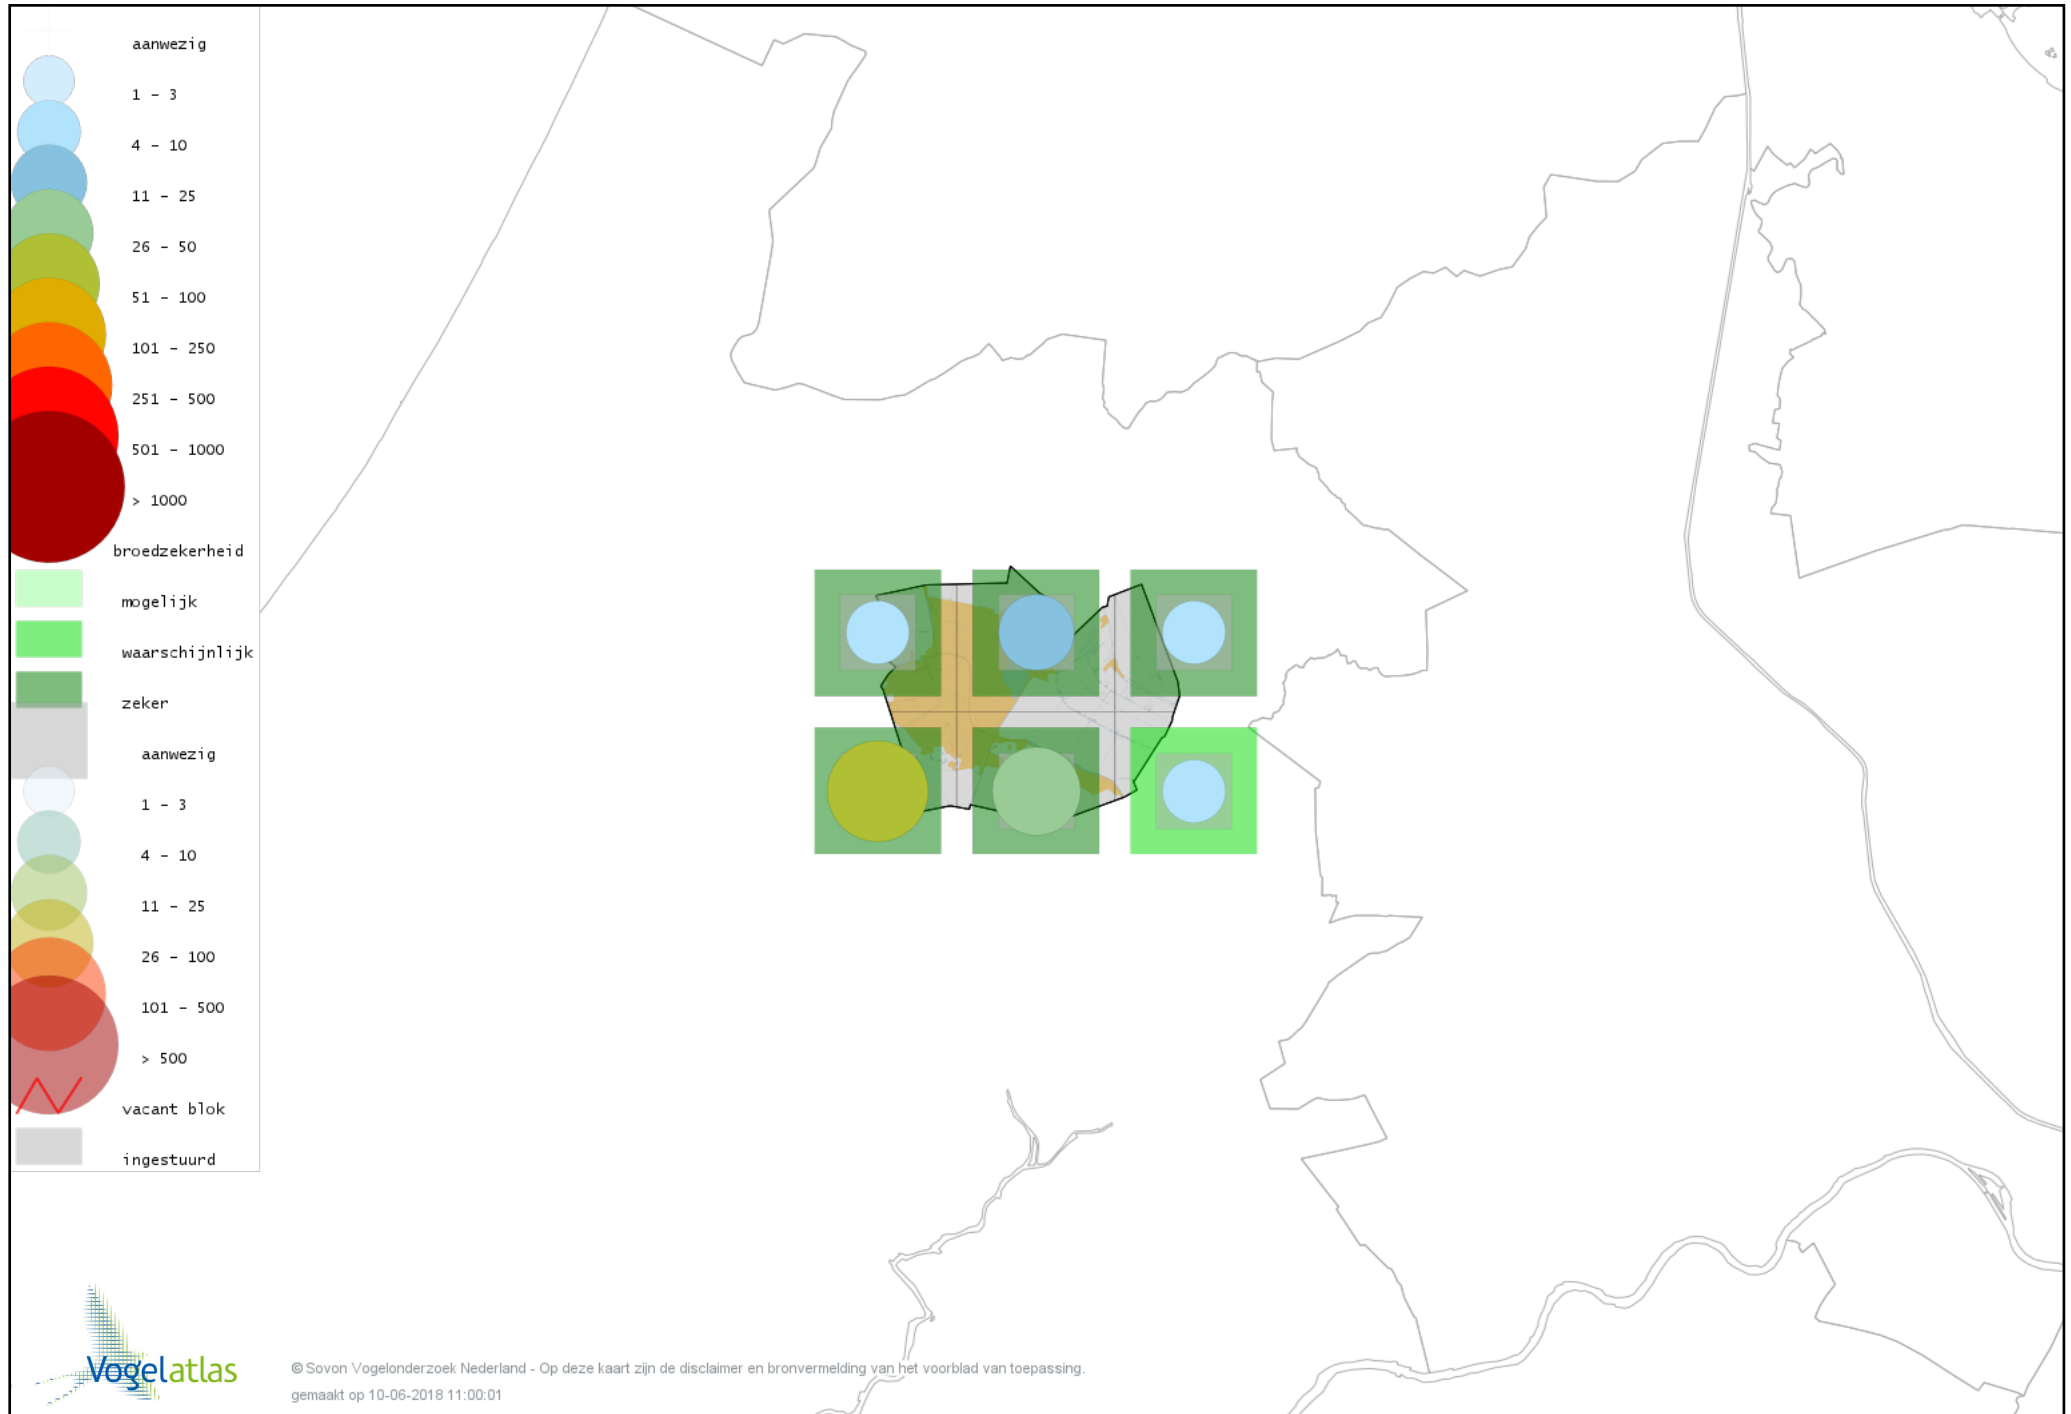 aanwezig
1 - 3
4 - 10
11 - 25
26 - 50
51 - 100
101 - 250
251 - 500
501 - 1000
> 1000
broedzekerheid
mogelijk
waarschijnlijk
zeker
aanwezig
1 - 3
4 - 10
11 - 25
26 - 100
101 - 500
> 500
vacant blok
ingestuurd
Vogelatlas
© Sovon Vogelonderzoek Nederland - Op deze kaart zijn de disclaimer en bronvermelding van het voorblad van toepassing.
gemaakt op 10-06-2018 11:00:01